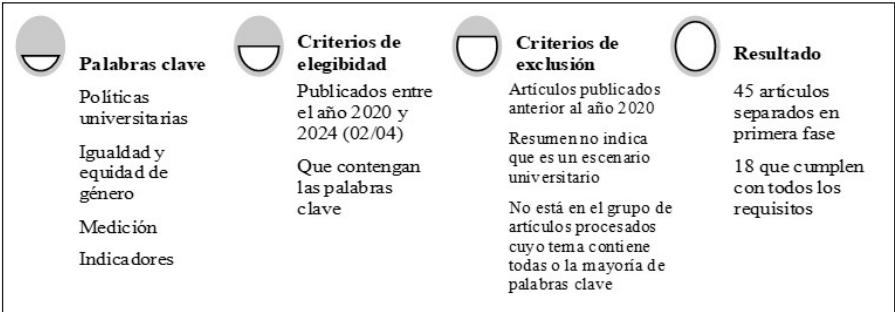 Palabras clave
Políticas
universitarias
Igualdad y
equidad de
género
Medición
Indicadores
Criterios de
elegibidad
Publicados entre
el año 2020 y
2024 (02/04)
Que contengan
las palabras
clave
Criterios de
exclusión
Artículos publicados
anterior al año 2020
Resumen no indica
que es un escenario
universitario
No está en el grupo de
artículos procesados
cuyo tema contiene
todas o la mayoría de
palabras clave
Resultado
45 artículos
separados en
primera fase
18 que cumplen
con todos los
requisitos